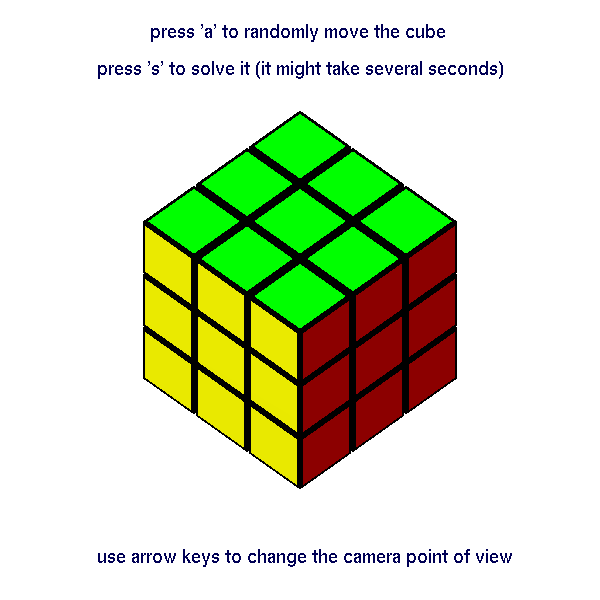 press 'a' to randomly move the cube
press 's' to solve it (it might take several seconds)
use arrow keys to change the camera point of view